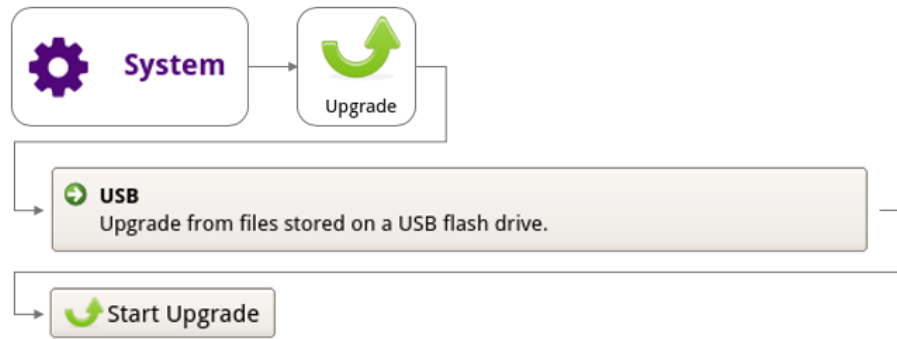 System
Upgrade
USB
Upgrade from files stored on a USB flash drive.
Start Upgrade